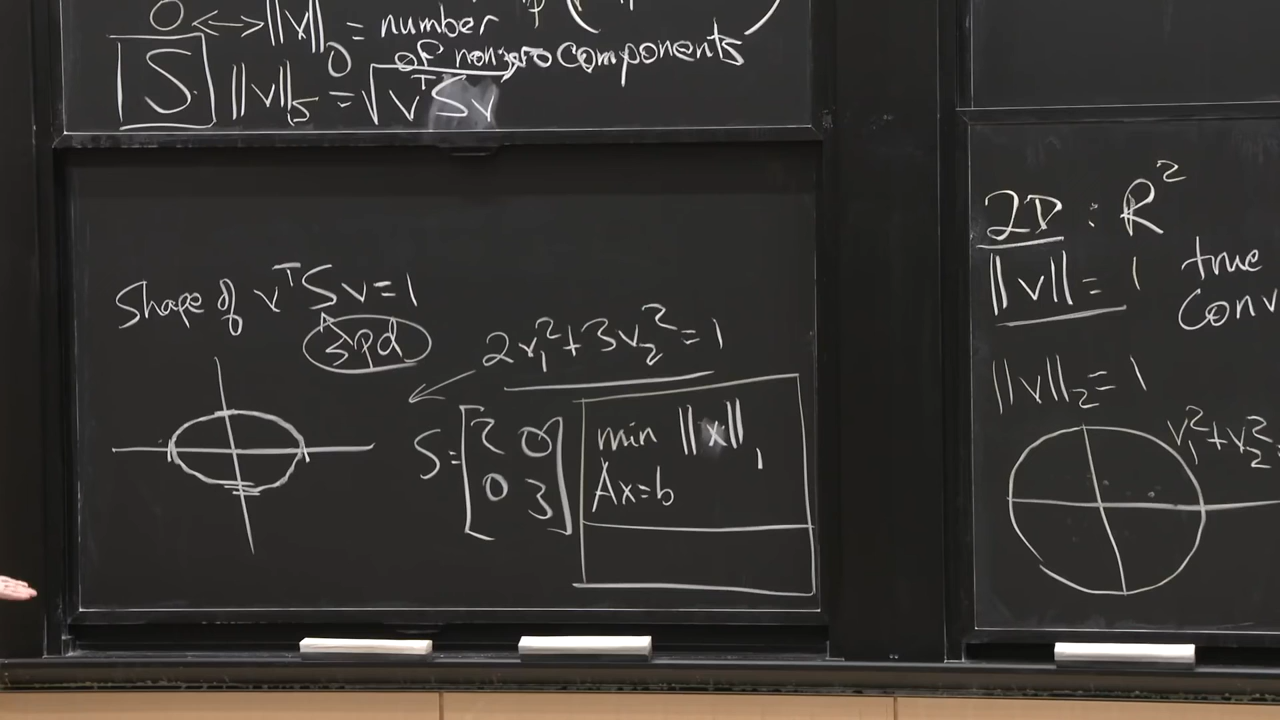 0 <--> ||v||₀ = number
of nonzero components
S ||v||_S = √(vᵀSv)
Shape of vᵀSv=1
spd
2v₁²+3v₂²=1
S=[2 0
0 3]
min ||x||₁
Ax=b
2D : R²
||v|| = 1 true
Conv
||v||₂=1
v₁²+v₂²=